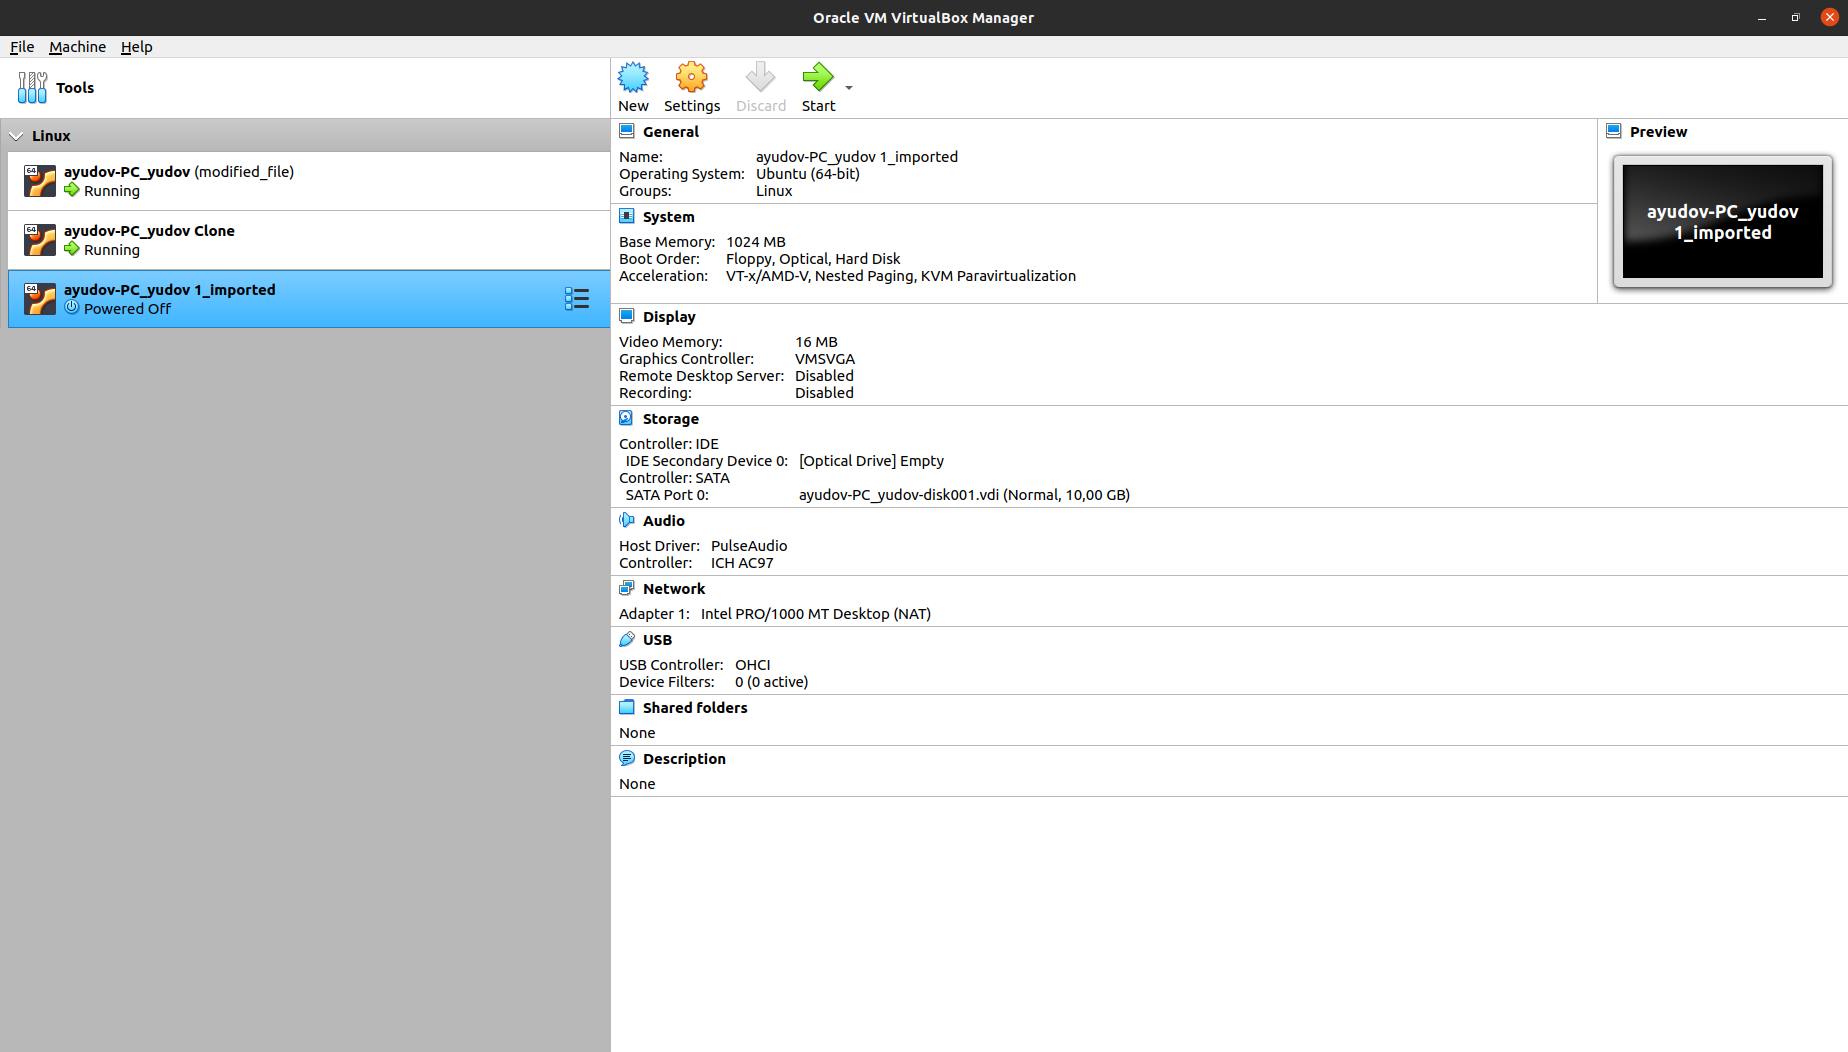 Oracle VM VirtualBox Manager
File Machine Help
Tools
New Settings Discard Start
Linux
64
ayudov-PC_yudov (modified_file)
Running
64
ayudov-PC_yudov Clone
Running
64
ayudov-PC_yudov 1_imported
Powered Off
General
Name: ayudov-PC_yudov 1_imported
Operating System: Ubuntu (64-bit)
Groups: Linux
System
Base Memory: 1024 MB
Boot Order: Floppy, Optical, Hard Disk
Acceleration: VT-x/AMD-V, Nested Paging, KVM Paravirtualization
Preview
ayudov-PC_yudov
1_imported
Display
Video Memory: 16 MB
Graphics Controller: VMSVGA
Remote Desktop Server: Disabled
Recording: Disabled
Storage
Controller: IDE
IDE Secondary Device 0: [Optical Drive] Empty
Controller: SATA
SATA Port 0: ayudov-PC_yudov-disk001.vdi (Normal, 10,00 GB)
Audio
Host Driver: PulseAudio
Controller: ICH AC97
Network
Adapter 1: Intel PRO/1000 MT Desktop (NAT)
USB
USB Controller: OHCI
Device Filters: 0 (0 active)
Shared folders
None
Description
None